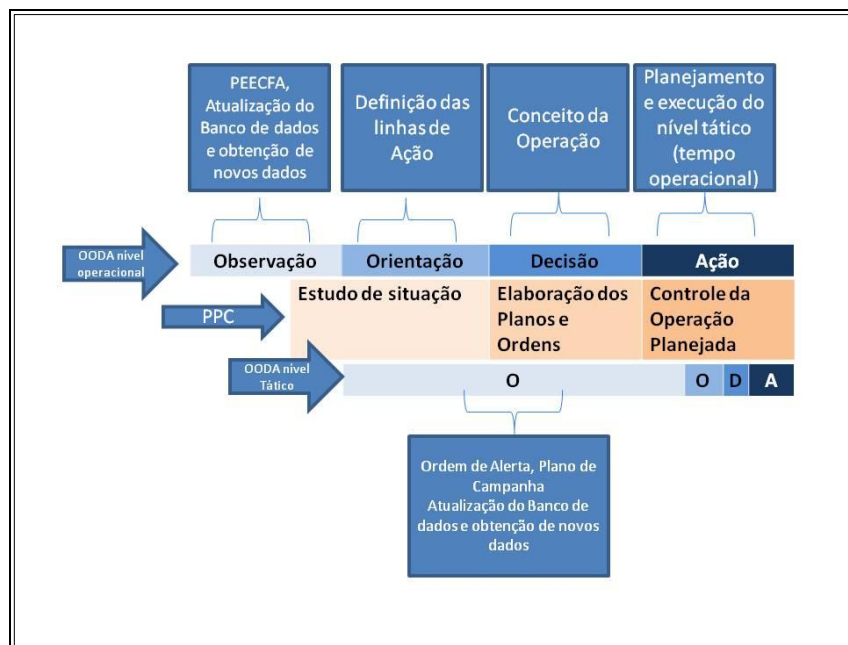 PEECFA,
Atualização do
Banco de dados
e obtenção de
novos dados
Definição das
linhas de
Ação
Conceito da
Operação
Planejamento
e execução do
nível tático
(tempo
operacional)
OODA nível
operacional
Observação
Orientação
Decisão
Ação
PPC
Estudo de situação
Elaboração dos
Planos e
Ordens
Controle da
Operação
Planejada
OODA nível
Tático
O
O
D
A
Ordem de Alerta, Plano de
Campanha
Atualização do Banco de
dados e obtenção de novos
dados